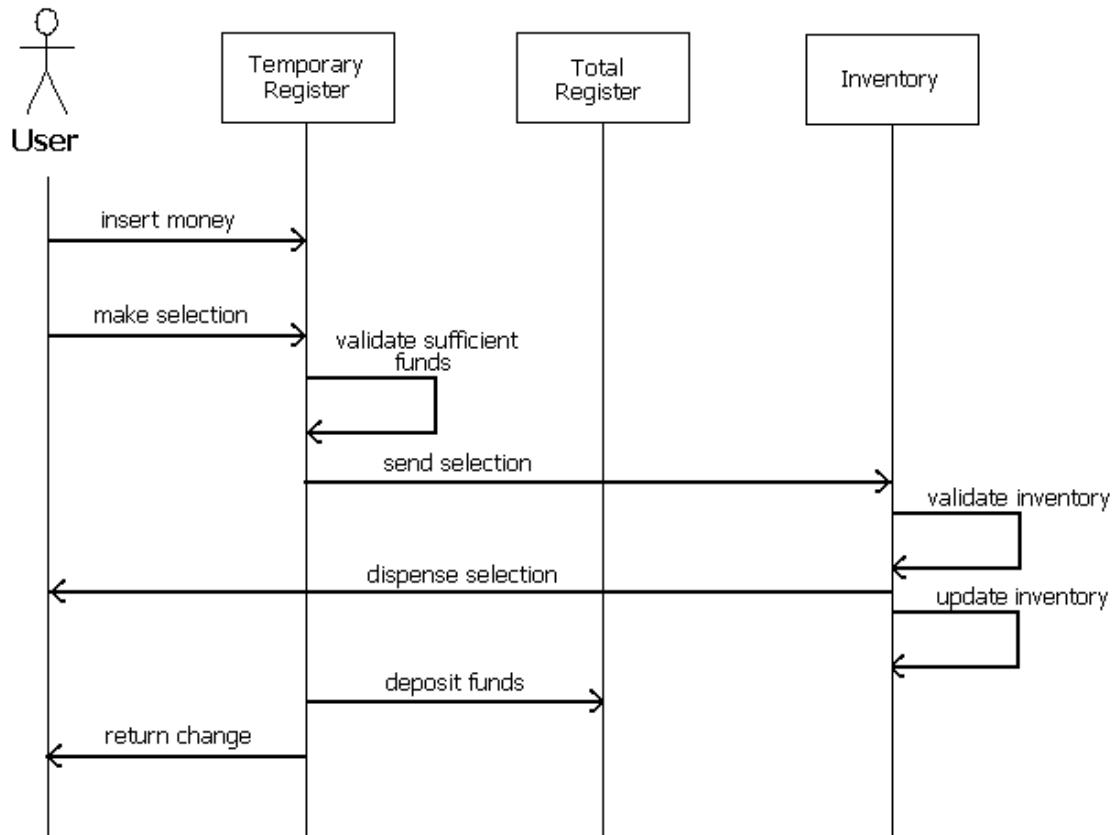 Temporary
Register
Total
Register
Inventory
User
insert money
make selection
validate sufficient
funds
send selection
validate inventory
dispense selection
update inventory
deposit funds
return change